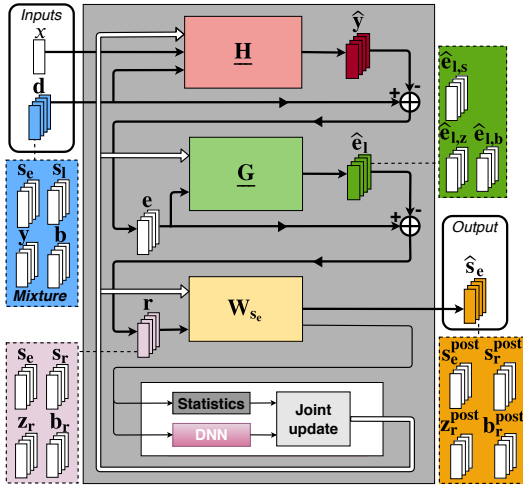 Inputs
x
d
s_e s_l
y b
Mixture
H
ŷ
+ -
ê_l,s
ê_l,z ê_l,b
G
ê_l
e
+ -
Output
ŝ_e
W_s_e
r
s_e s_r
z_r b_r
s_e^post s_r^post
z_r^post b_r^post
Statistics
DNN
Joint
update